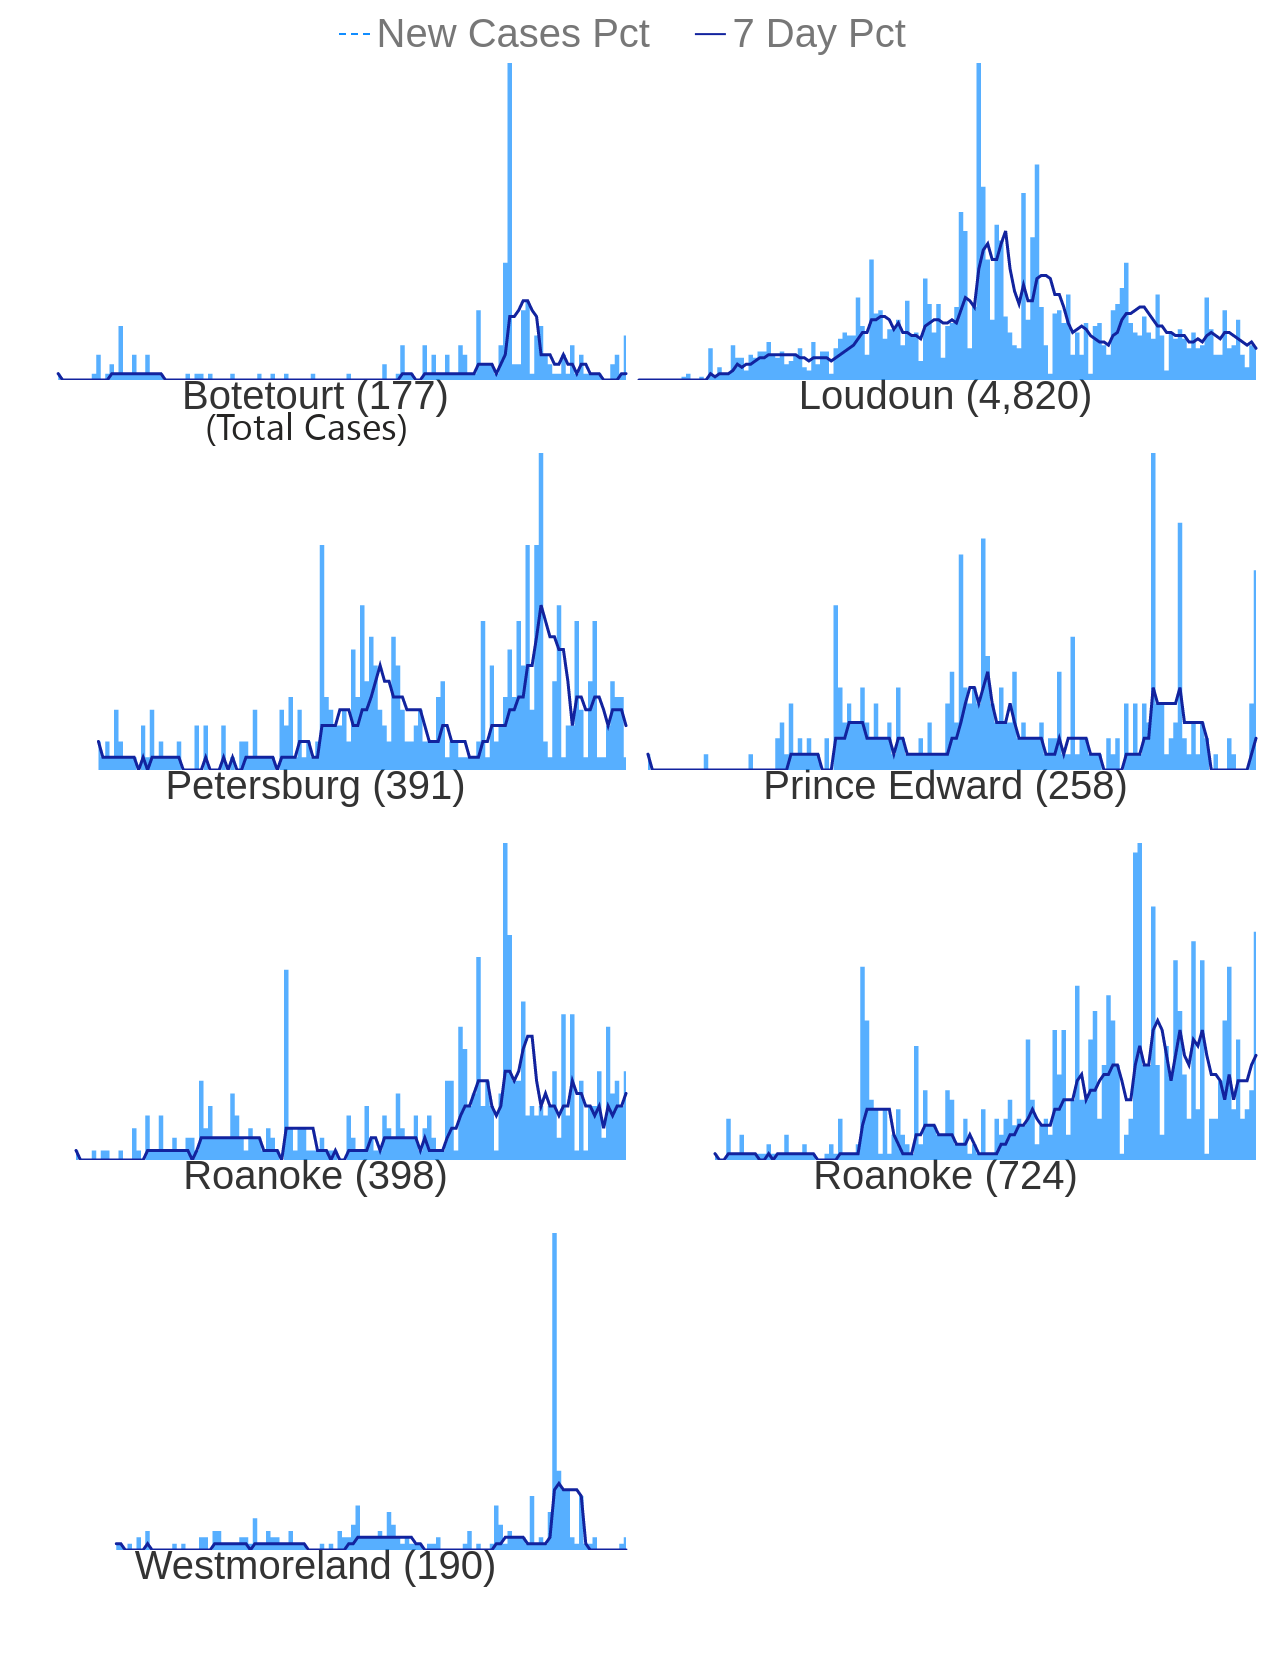 New Cases Pct 7 Day Pct
Botetourt (177)
(Total Cases)
Loudoun (4,820)
Petersburg (391)
Prince Edward (258)
Roanoke (398)
Roanoke (724)
Westmoreland (190)